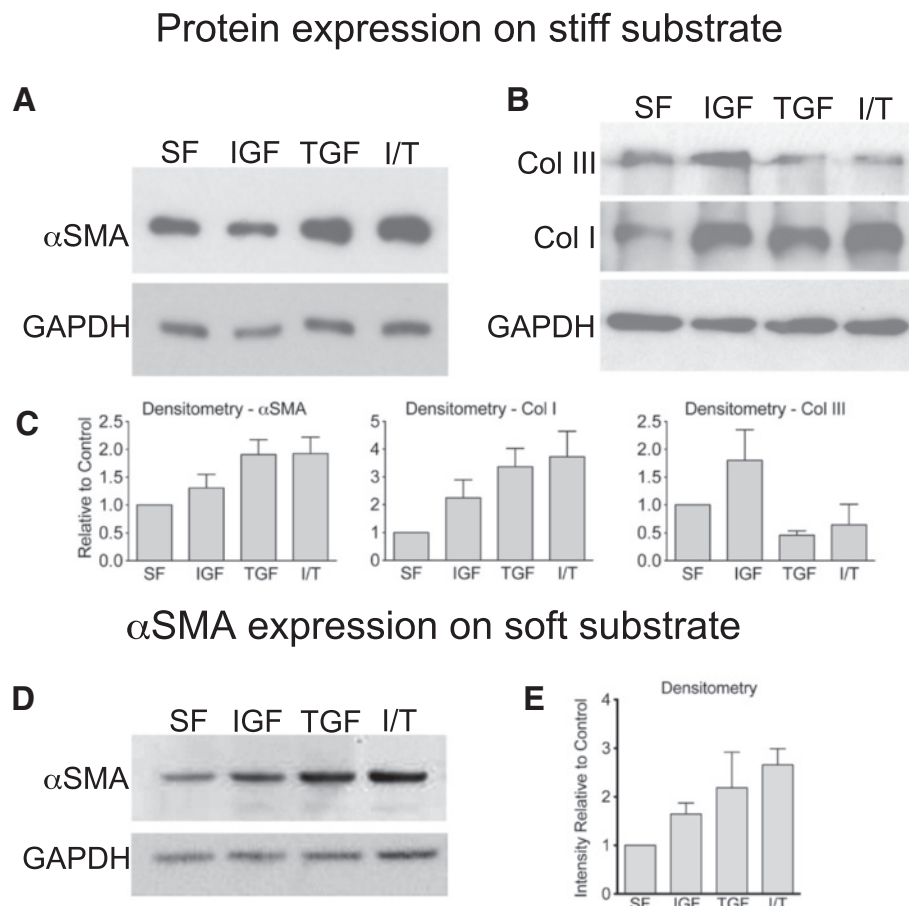 Protein expression on stiff substrate
A
SF IGF TGF I/T
αSMA
GAPDH
B
SF IGF TGF I/T
Col III
Col I
GAPDH
C
Densitometry - αSMA
Relative to Control
2.5
2.0
1.5
1.0
0.5
0.0
SF IGF TGF I/T
Densitometry - Col I
5
4
3
2
1
0
SF IGF TGF I/T
Densitometry - Col III
2.5
2.0
1.5
1.0
0.5
0.0
SF IGF TGF I/T
αSMA expression on soft substrate
D
SF IGF TGF I/T
αSMA
GAPDH
E
Densitometry
Intensity Relative to Control
4
3
2
1
0
SF IGF TGF I/T